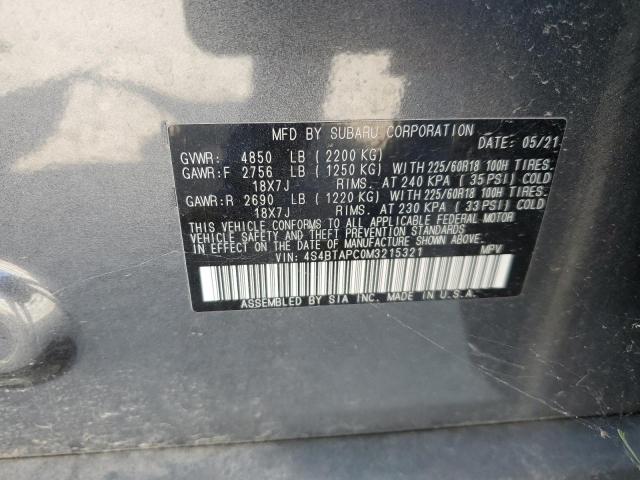 MFD BY SUBARU CORPORATION DATE: 05/21
GVWR: 4850 LB (2200 KG)
GAWR:F 2756 LB (1250 KG) WITH 225/60R18 100H TIRES.
18X7J RIMS. AT 240 KPA (35 PSI) COLD
GAWR:R 2690 LB (1220 KG) WITH 225/60R18 100H TIRES.
18X7J RIMS. AT 230 KPA (33 PSI) COLD
THIS VEHICLE CONFORMS TO ALL APPLICABLE FEDERAL MOTOR
VEHICLE SAFETY, BUMPER, AND THEFT PREVENTION STANDARDS
IN EFFECT ON THE DATE OF MANUFACTURE SHOWN ABOVE.
VIN: 4S4BTAPC0M3215321 MPV
ASSEMBLED BY SIA INC. MADE IN U.S.A.